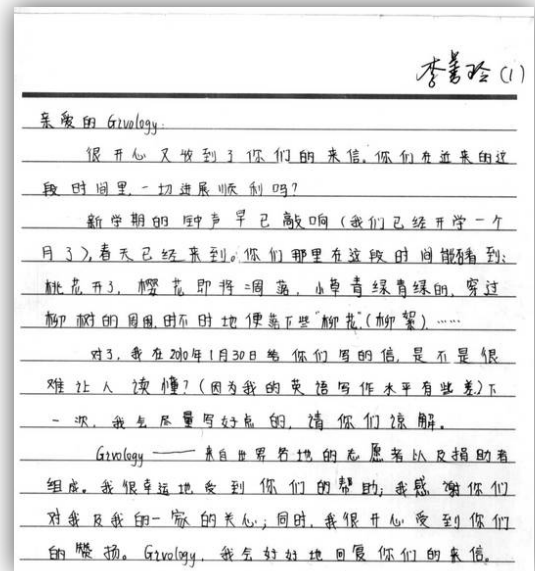 李善玲 (1)
亲爱的Givology:
很开心又收到了你们的来信。你们在近来的这
段时间里,一切进展顺利吗?
新学期的钟声早已敲响(我们已经开学一个
月了),春天已经来到。你们那里在这段时间能看到:
桃花开了,樱花即将凋落,小草青绿青绿的,穿过
柳树的周围,时不时地便落下些"柳花"(柳絮)。……
对了,我在2010年1月30日给你们写的信,是不是很
难让人读懂?(因为我的英语写作水平有些差)下
一次,我会尽量写好点的,请你们谅解。
Givology —— 来自世界各地的志愿者以及捐助者
组成。我很幸运地受到你们的帮助;我感谢你们
对我及我的一家的关心;同时,我很开心受到你们
的赞扬。Givology,我会好好地回复你们的来信。